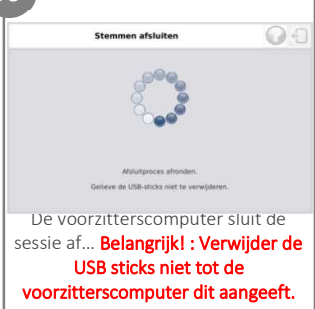 Stemmen afsluiten
Afsluitproces afronden.
Gelieve de USB-sticks niet te verwijderen.
De voorzitterscomputer sluit de
sessie af... Belangrijk! : Verwijder de
USB sticks niet tot de
voorzitterscomputer dit aangeeft.